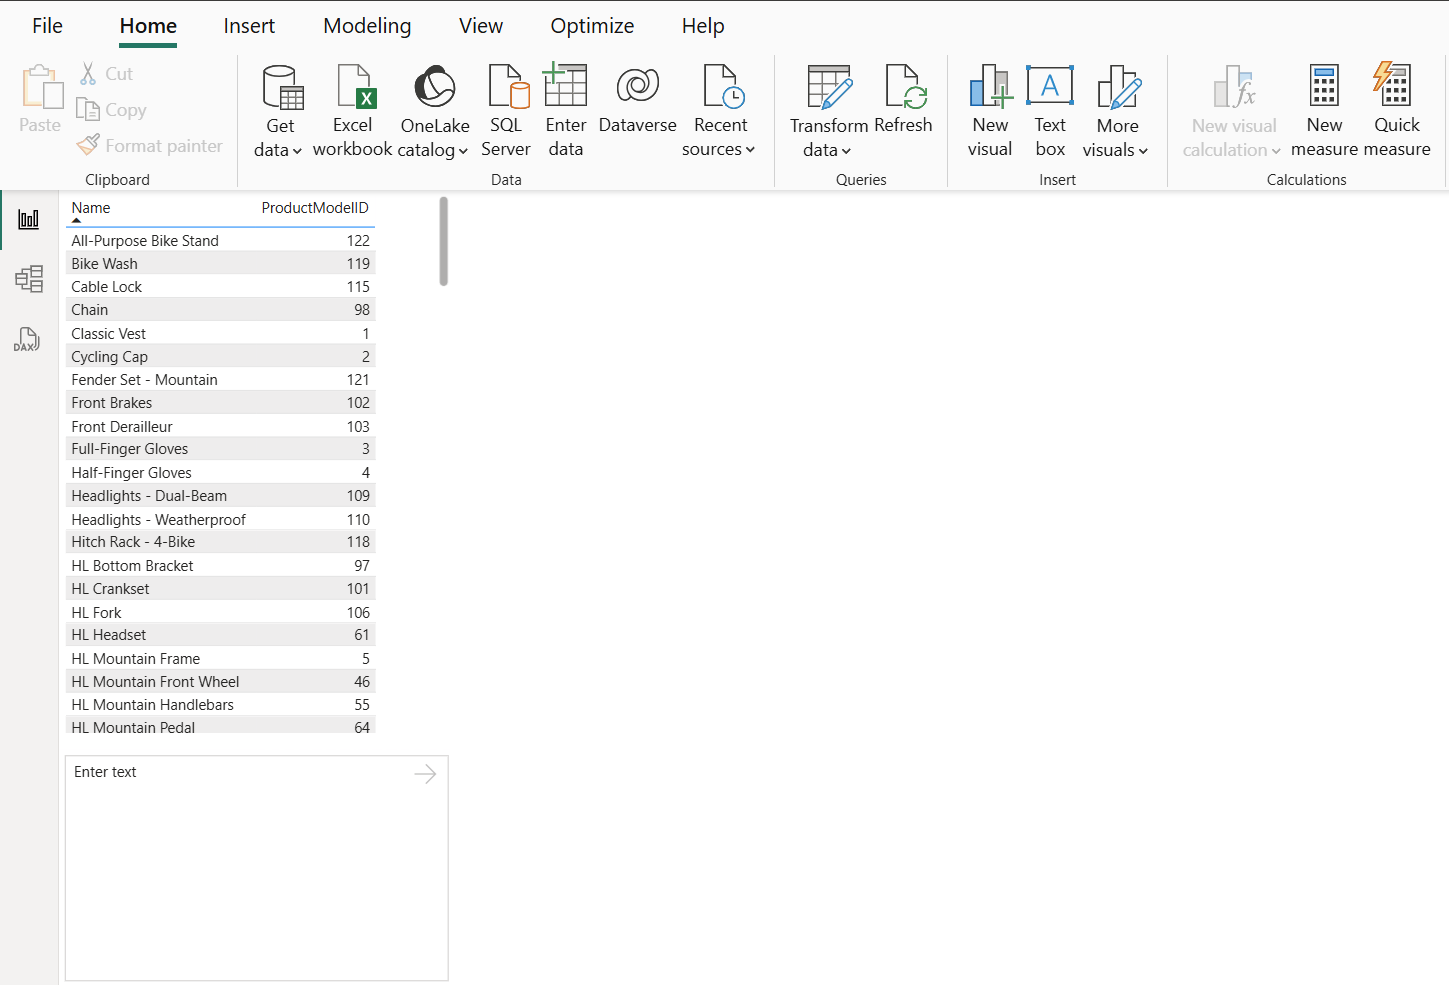 File Home Insert Modeling View Optimize Help
Paste
Cut
Copy
Format painter
Clipboard
Get data
Excel workbook
OneLake catalog
SQL Server
Enter data
Dataverse
Recent sources
Data
Transform data
Refresh
Queries
New visual
Text box
A
More visuals
Insert
New visual calculation
fx
New measure
Quick measure
Calculations
DAX
Name ProductModelID
All-Purpose Bike Stand 122
Bike Wash 119
Cable Lock 115
Chain 98
Classic Vest 1
Cycling Cap 2
Fender Set - Mountain 121
Front Brakes 102
Front Derailleur 103
Full-Finger Gloves 3
Half-Finger Gloves 4
Headlights - Dual-Beam 109
Headlights - Weatherproof 110
Hitch Rack - 4-Bike 118
HL Bottom Bracket 97
HL Crankset 101
HL Fork 106
HL Headset 61
HL Mountain Frame 5
HL Mountain Front Wheel 46
HL Mountain Handlebars 55
HL Mountain Pedal 64
Enter text